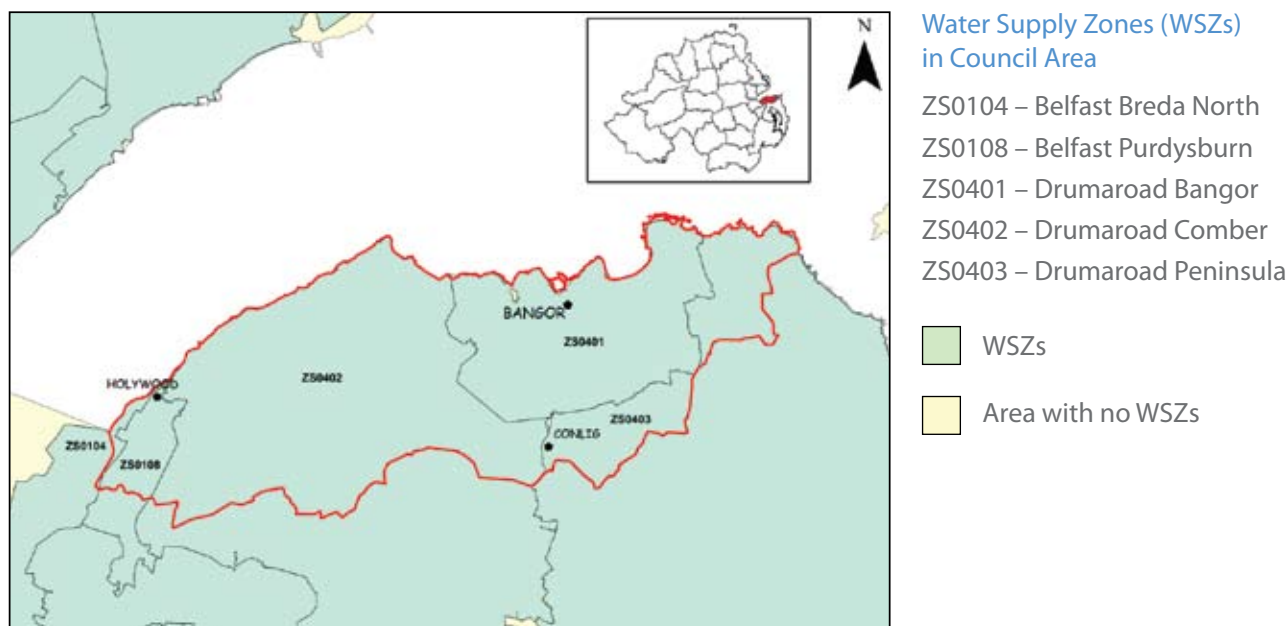 N
BANGOR
ZS0401
ZS0402
HOLYWOOD
ZS0403
CONLIG
ZS0104
ZS0108
Water Supply Zones (WSZs)
in Council Area
ZS0104 – Belfast Breda North
ZS0108 – Belfast Purdysburn
ZS0401 – Drumaroad Bangor
ZS0402 – Drumaroad Comber
ZS0403 – Drumaroad Peninsula
WSZs
Area with no WSZs